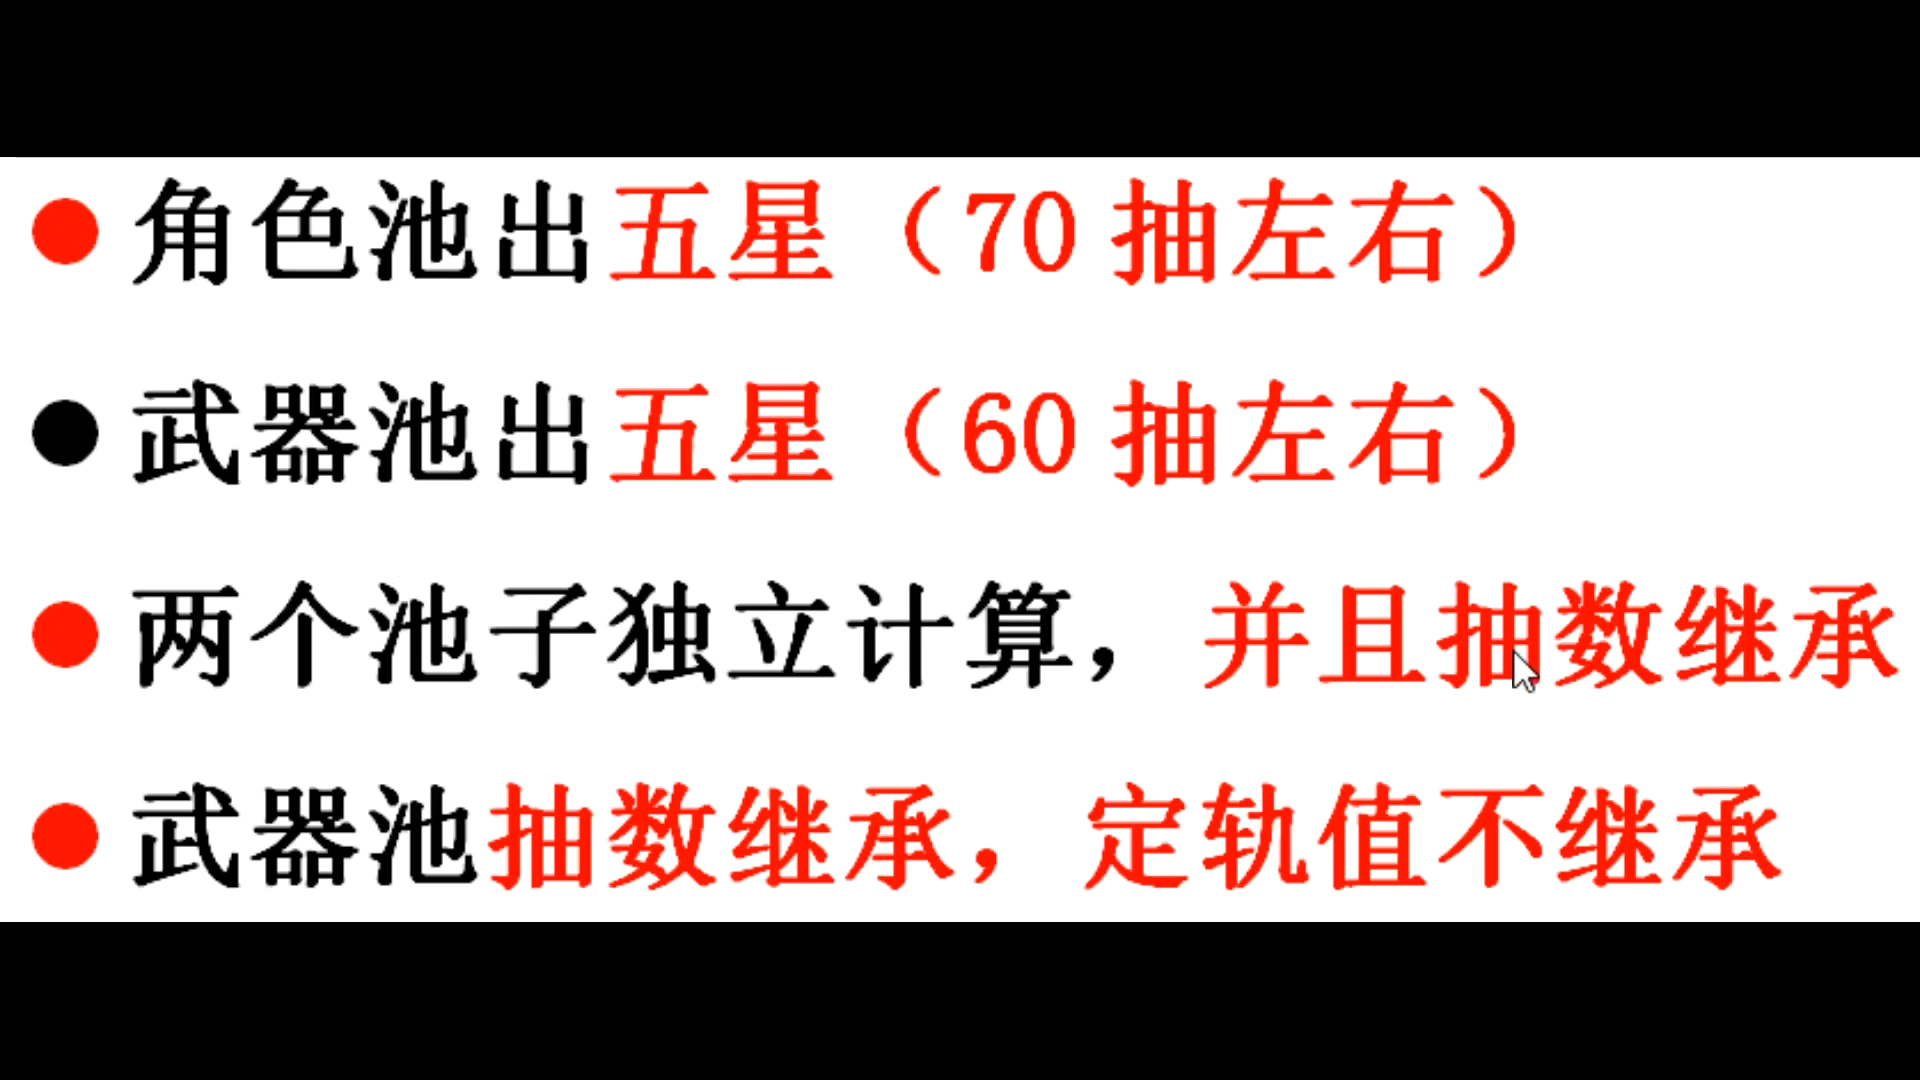 ● 角色池出五星（70 抽左右）
● 武器池出五星（60 抽左右）
● 两个池子独立计算，并且抽数继承
● 武器池抽数继承，定轨值不继承